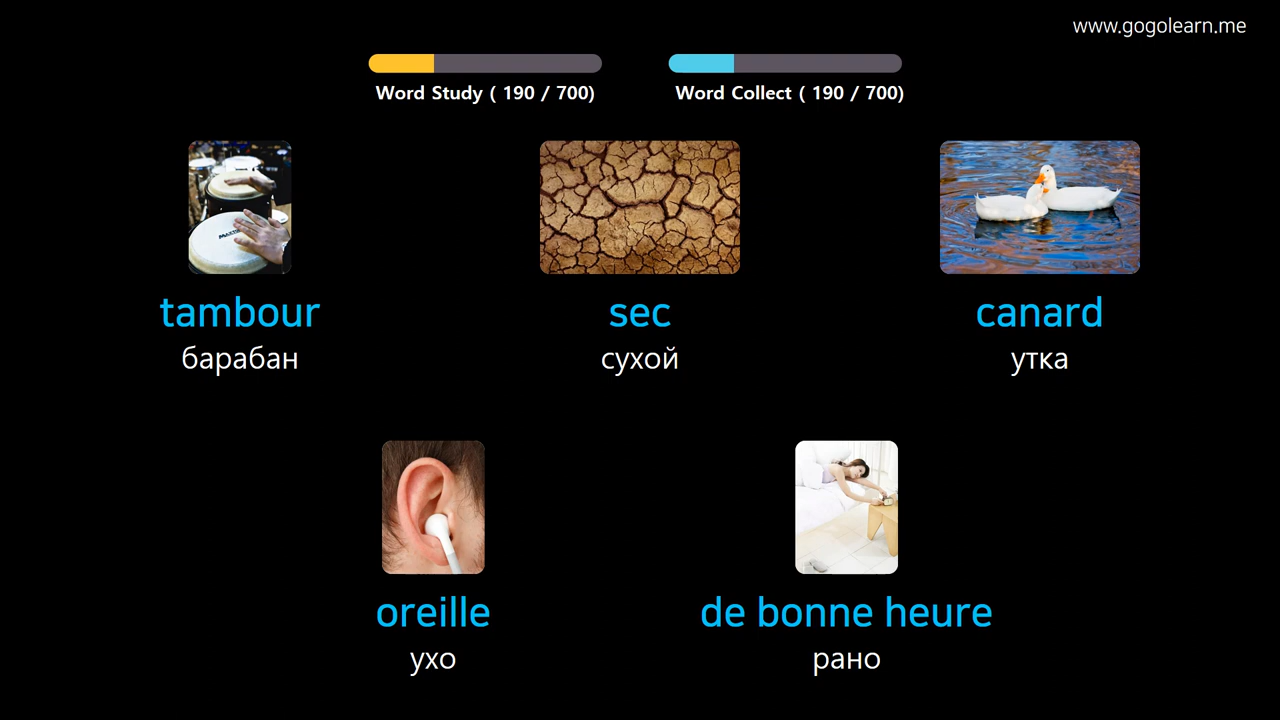 www.gogolearn.me
Word Study ( 190 / 700)
Word Collect ( 190 / 700)
tambour
барабан
sec
сухой
canard
утка
oreille
ухо
de bonne heure
рано